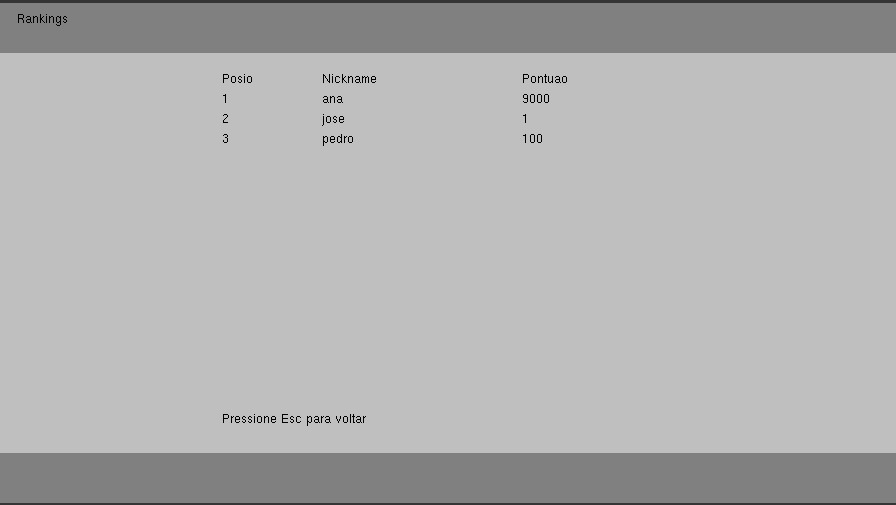 Rankings
Posio Nickname Pontuao
1 ana 9000
2 jose 1
3 pedro 100
Pressione Esc para voltar